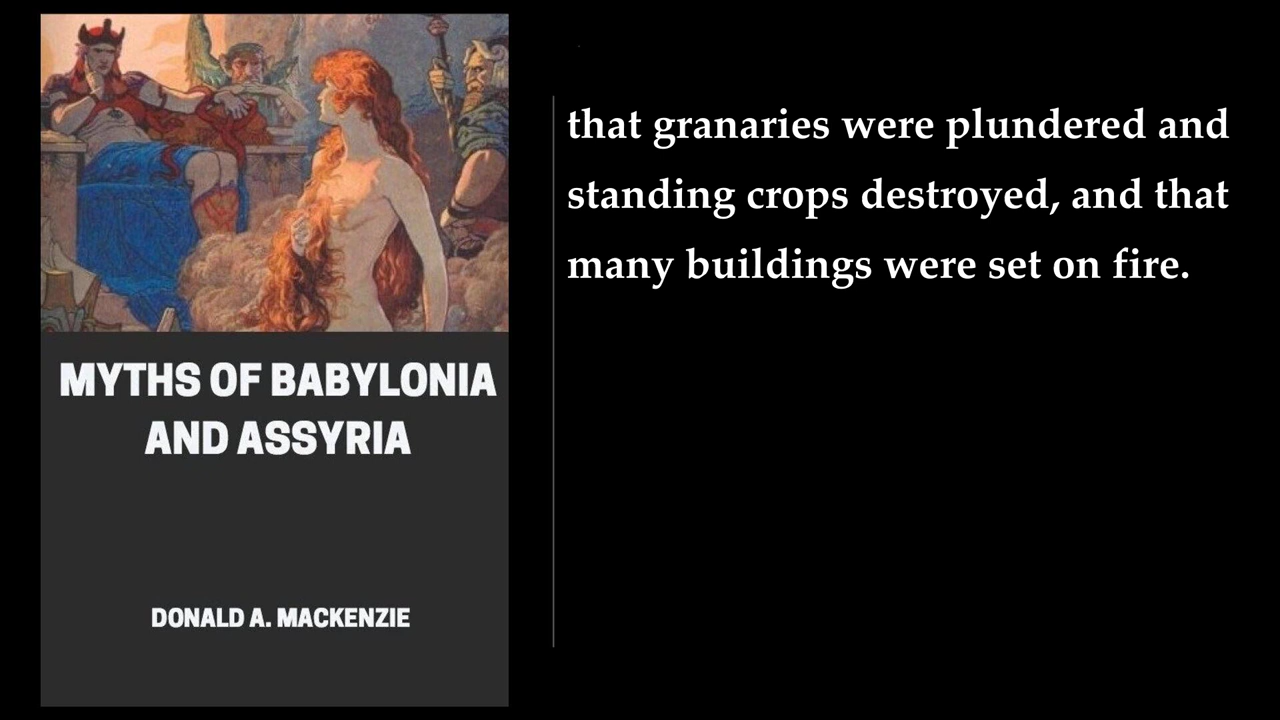 MYTHS OF BABYLONIA
AND ASSYRIA
DONALD A. MACKENZIE
that granaries were plundered and
standing crops destroyed, and that
many buildings were set on fire.